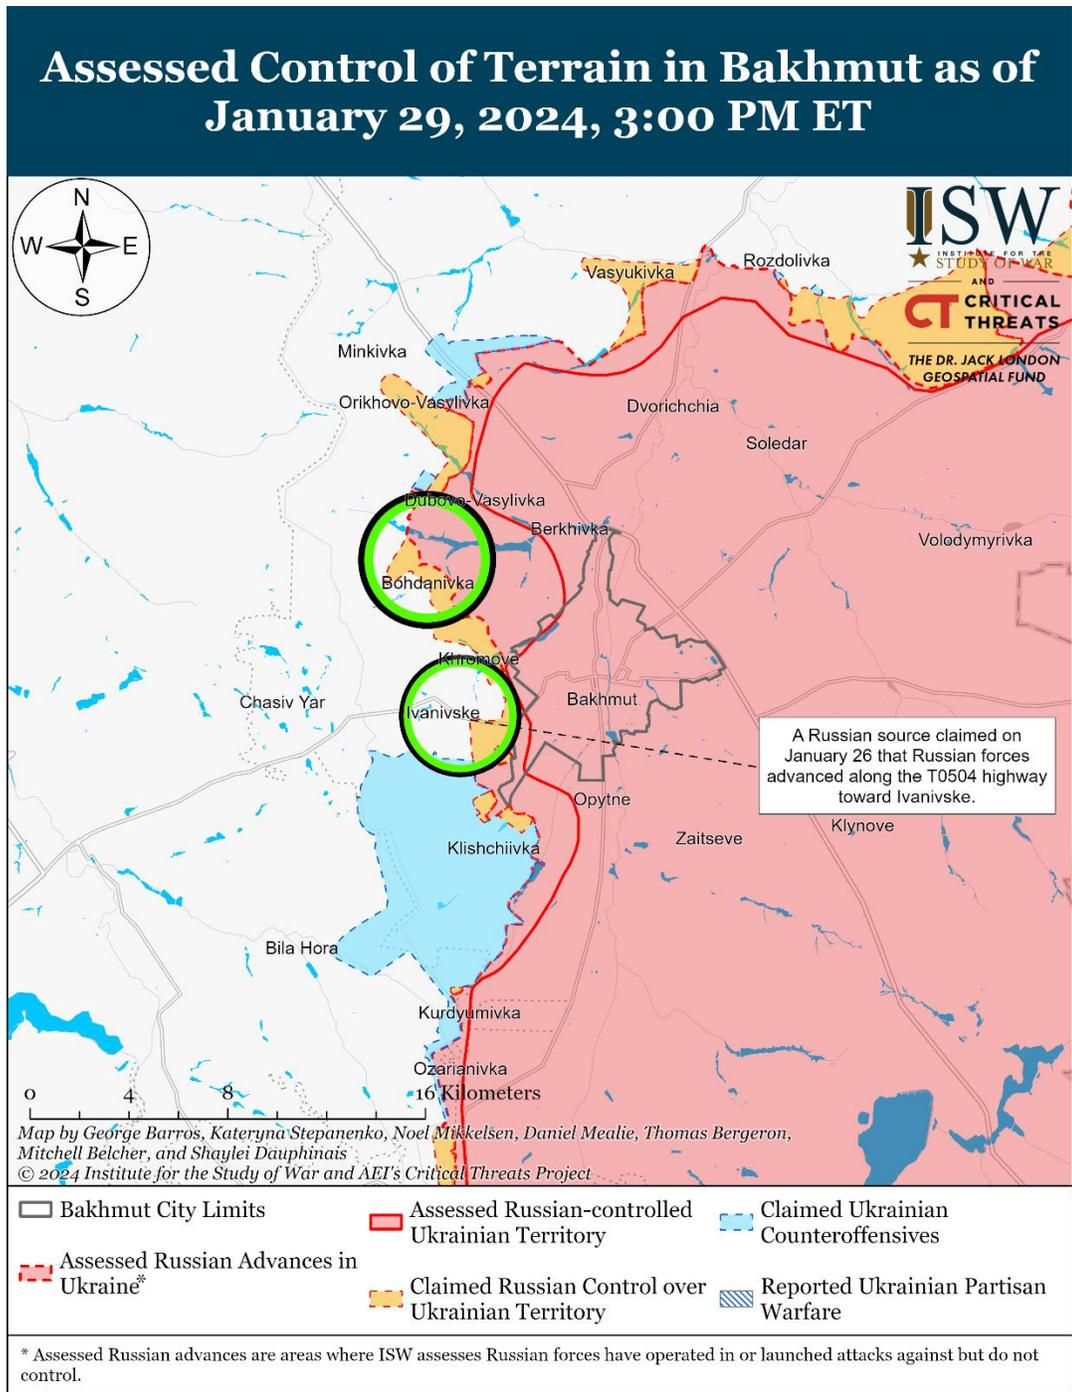 Assessed Control of Terrain in Bakhmut as of
January 29, 2024, 3:00 PM ET
N
W
E
S
ISW
INSTITUTE FOR THE
STUDY OF WAR
AND
CT CRITICAL
THREATS
THE DR. JACK LONDON
GEOSPATIAL FUND
Vasyukivka
Rozdolivka
Minkivka
Orikhovo-Vasylivka
Dvorichchia
Soledar
Dubovo-Vasylivka
Berkhivka
Volodymyrivka
Bohdanivka
Khromove
Chasiv Yar
Ivanivske
Bakhmut
A Russian source claimed on
January 26 that Russian forces
advanced along the T0504 highway
toward Ivanivske.
Opytne
Klynove
Zaitseve
Klishchiivka
Bila Hora
Kurdyumivka
Ozarianivka
0 4 8 16 Kilometers
Map by George Barros, Kateryna Stepanenko, Noel Mikkelsen, Daniel Mealie, Thomas Bergeron,
Mitchell Belcher, and Shaylei Dauphinais
© 2024 Institute for the Study of War and AEI's Critical Threats Project
Bakhmut City Limits
Assessed Russian Advances in
Ukraine*
Assessed Russian-controlled
Ukrainian Territory
Claimed Russian Control over
Ukrainian Territory
Claimed Ukrainian
Counteroffensives
Reported Ukrainian Partisan
Warfare
* Assessed Russian advances are areas where ISW assesses Russian forces have operated in or launched attacks against but do not
control.